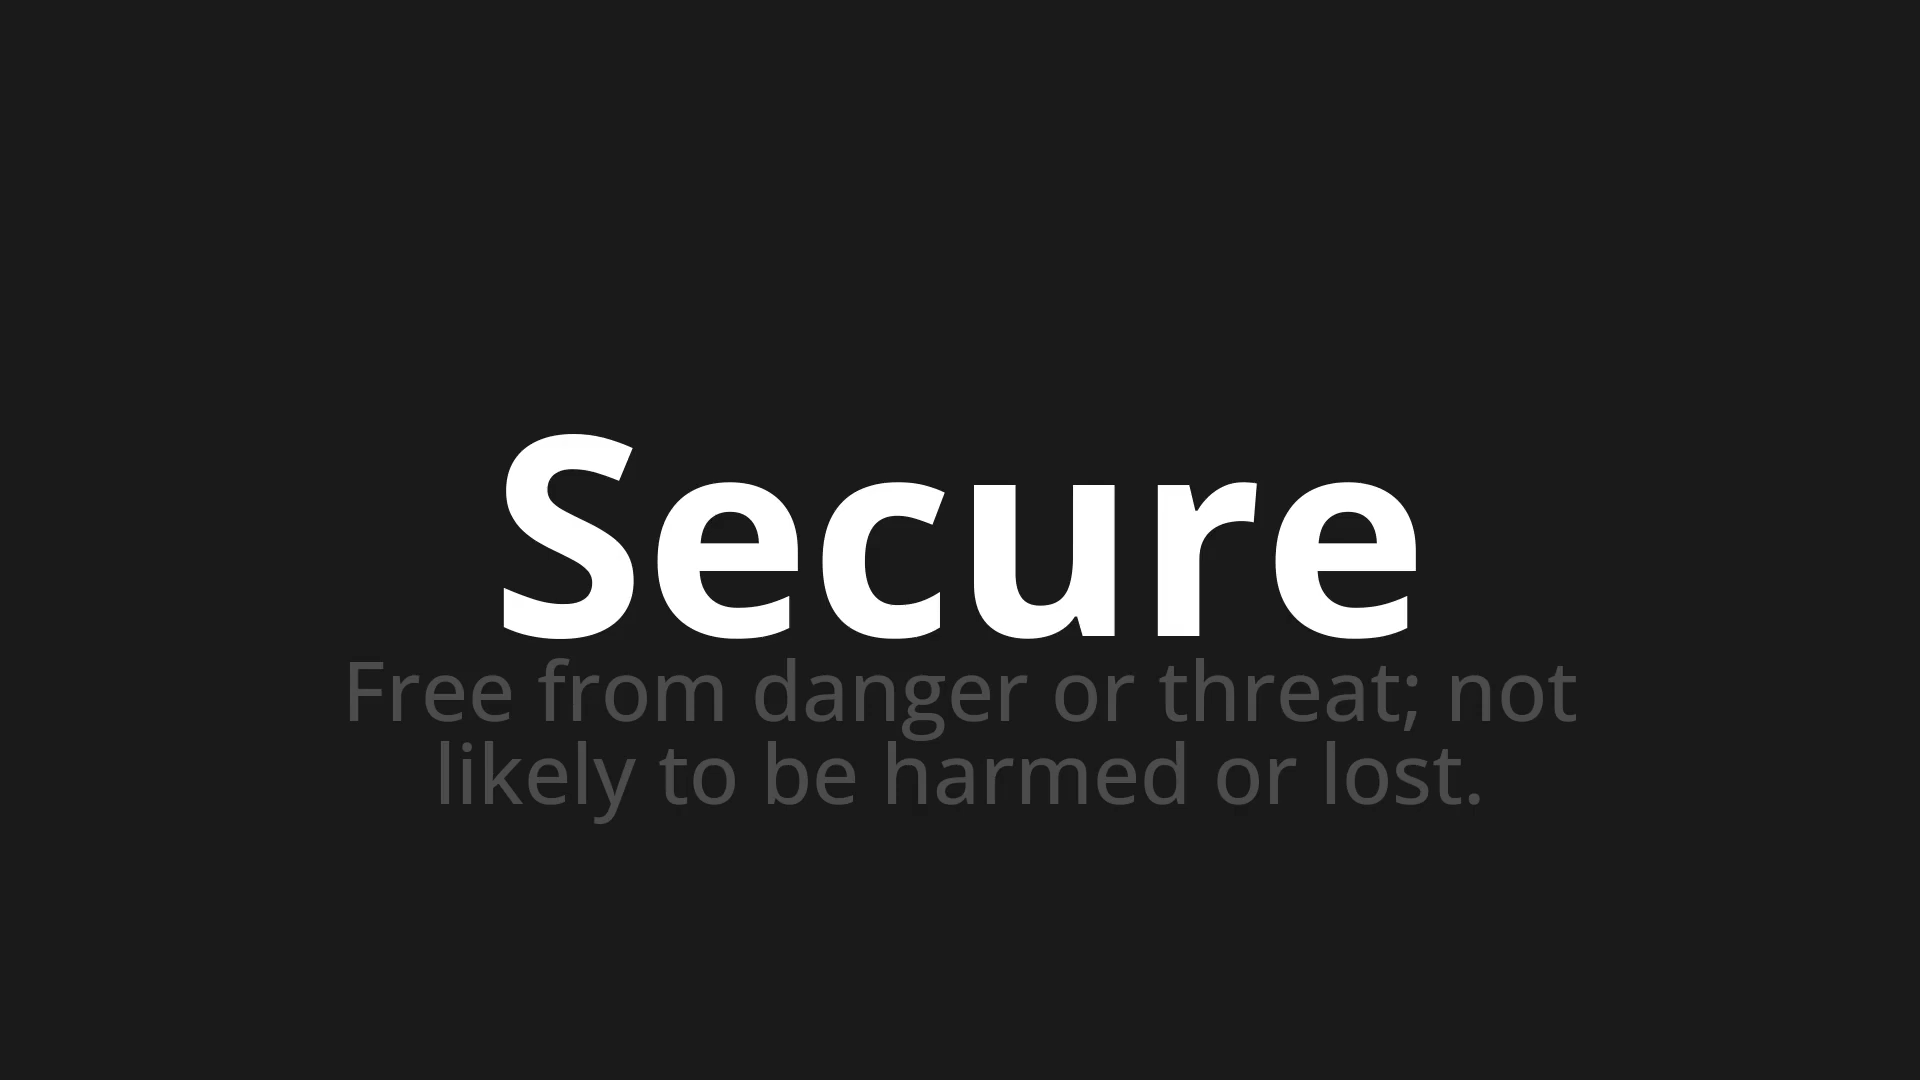 Secure
Free from danger or threat; not
likely to be harmed or lost.